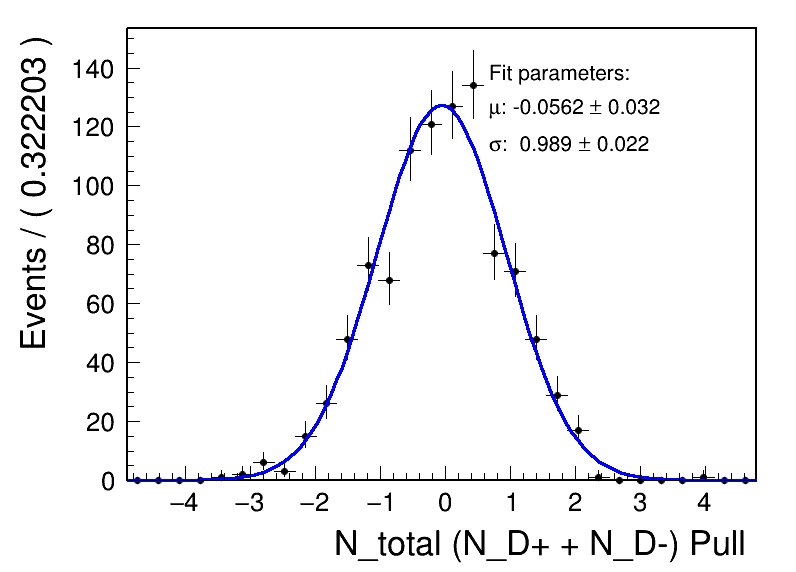 Events / ( 0.322203 )
140
120
100
80
60
40
20
0
Fit parameters:
μ: -0.0562 ± 0.032
σ: 0.989 ± 0.022
−4 −3 −2 −1 0 1 2 3 4
N_total (N_D+ + N_D-) Pull